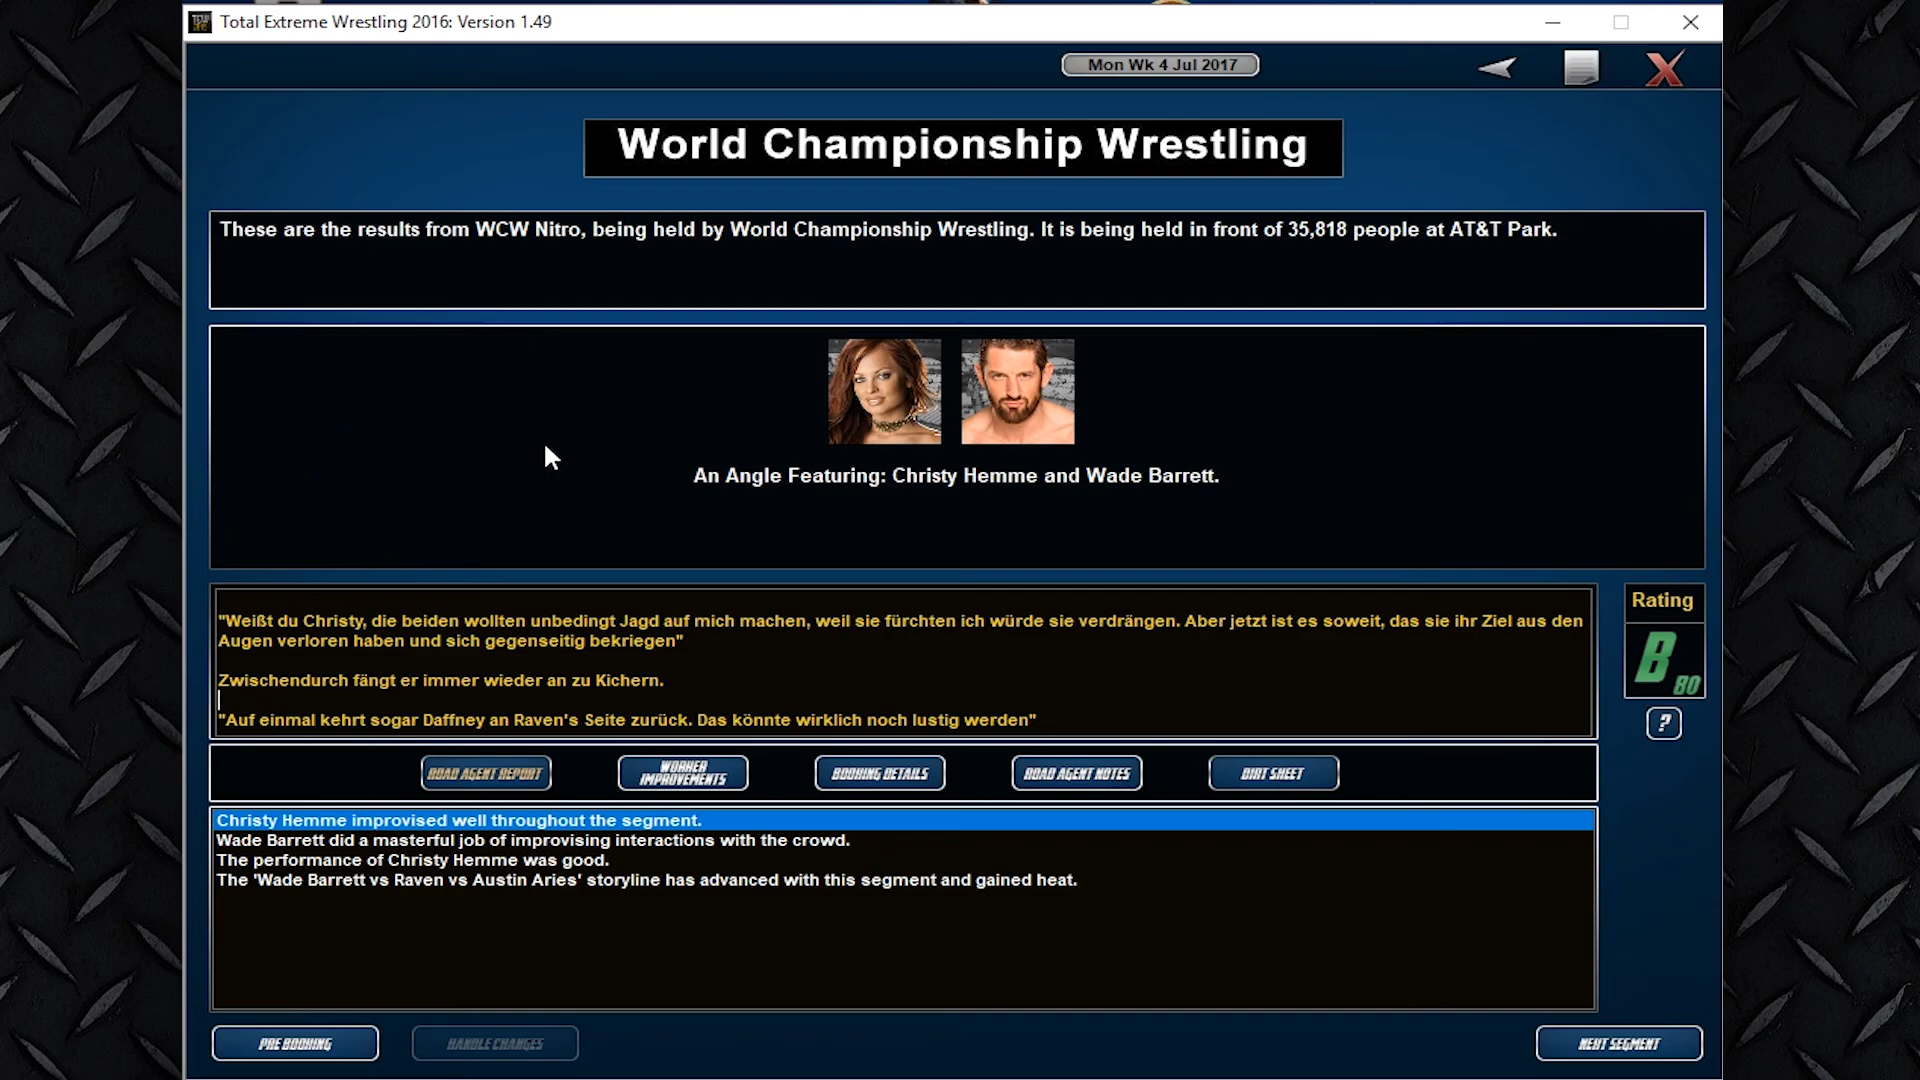 Total Extreme Wrestling 2016: Version 1.49
Mon Wk 4 Jul 2017
World Championship Wrestling
These are the results from WCW Nitro, being held by World Championship Wrestling. It is being held in front of 35,818 people at AT&T Park.
An Angle Featuring: Christy Hemme and Wade Barrett.
"Weißt du Christy, die beiden wollten unbedingt Jagd auf mich machen, weil sie fürchten ich würde sie verdrängen. Aber jetzt ist es soweit, das sie ihr Ziel aus den
Augen verloren haben und sich gegenseitig bekriegen"
Zwischendurch fängt er immer wieder an zu Kichern.
"Auf einmal kehrt sogar Daffney an Raven's Seite zurück. Das könnte wirklich noch lustig werden"
Rating
B 80
?
ROAD AGENT REPORT
WORKER
IMPROVEMENTS
BOOKING DETAILS
ROAD AGENT NOTES
DIRT SHEET
Christy Hemme improvised well throughout the segment.
Wade Barrett did a masterful job of improvising interactions with the crowd.
The performance of Christy Hemme was good.
The 'Wade Barrett vs Raven vs Austin Aries' storyline has advanced with this segment and gained heat.
PRE BOOKING
HANDLE CHANGES
NEXT SEGMENT